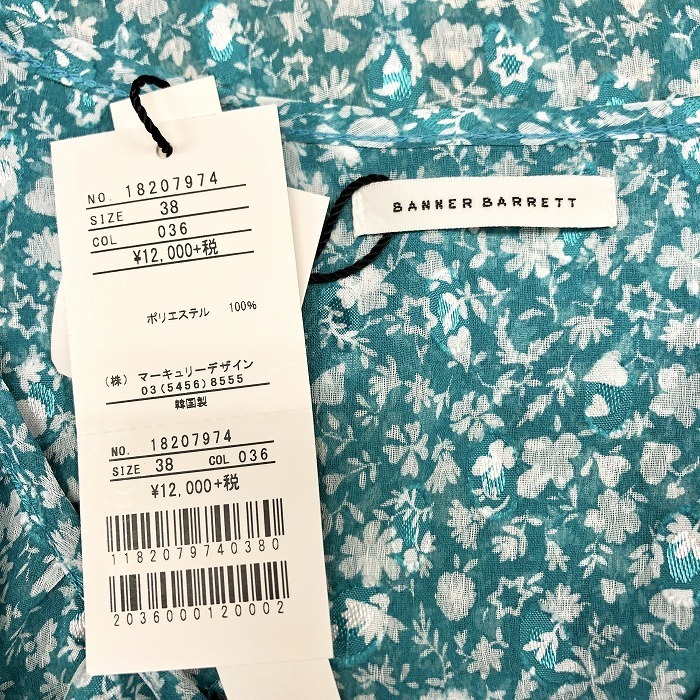 NO. 18207974
SIZE 38
COL 036
¥12,000+税
ポリエステル 100%
(株) マーキュリーデザイン
03(5456)8555
韓国製
NO. 18207974
SIZE 38 COL 036
¥12,000+税
1182079740380
2036000120002
BANNER BARRETT